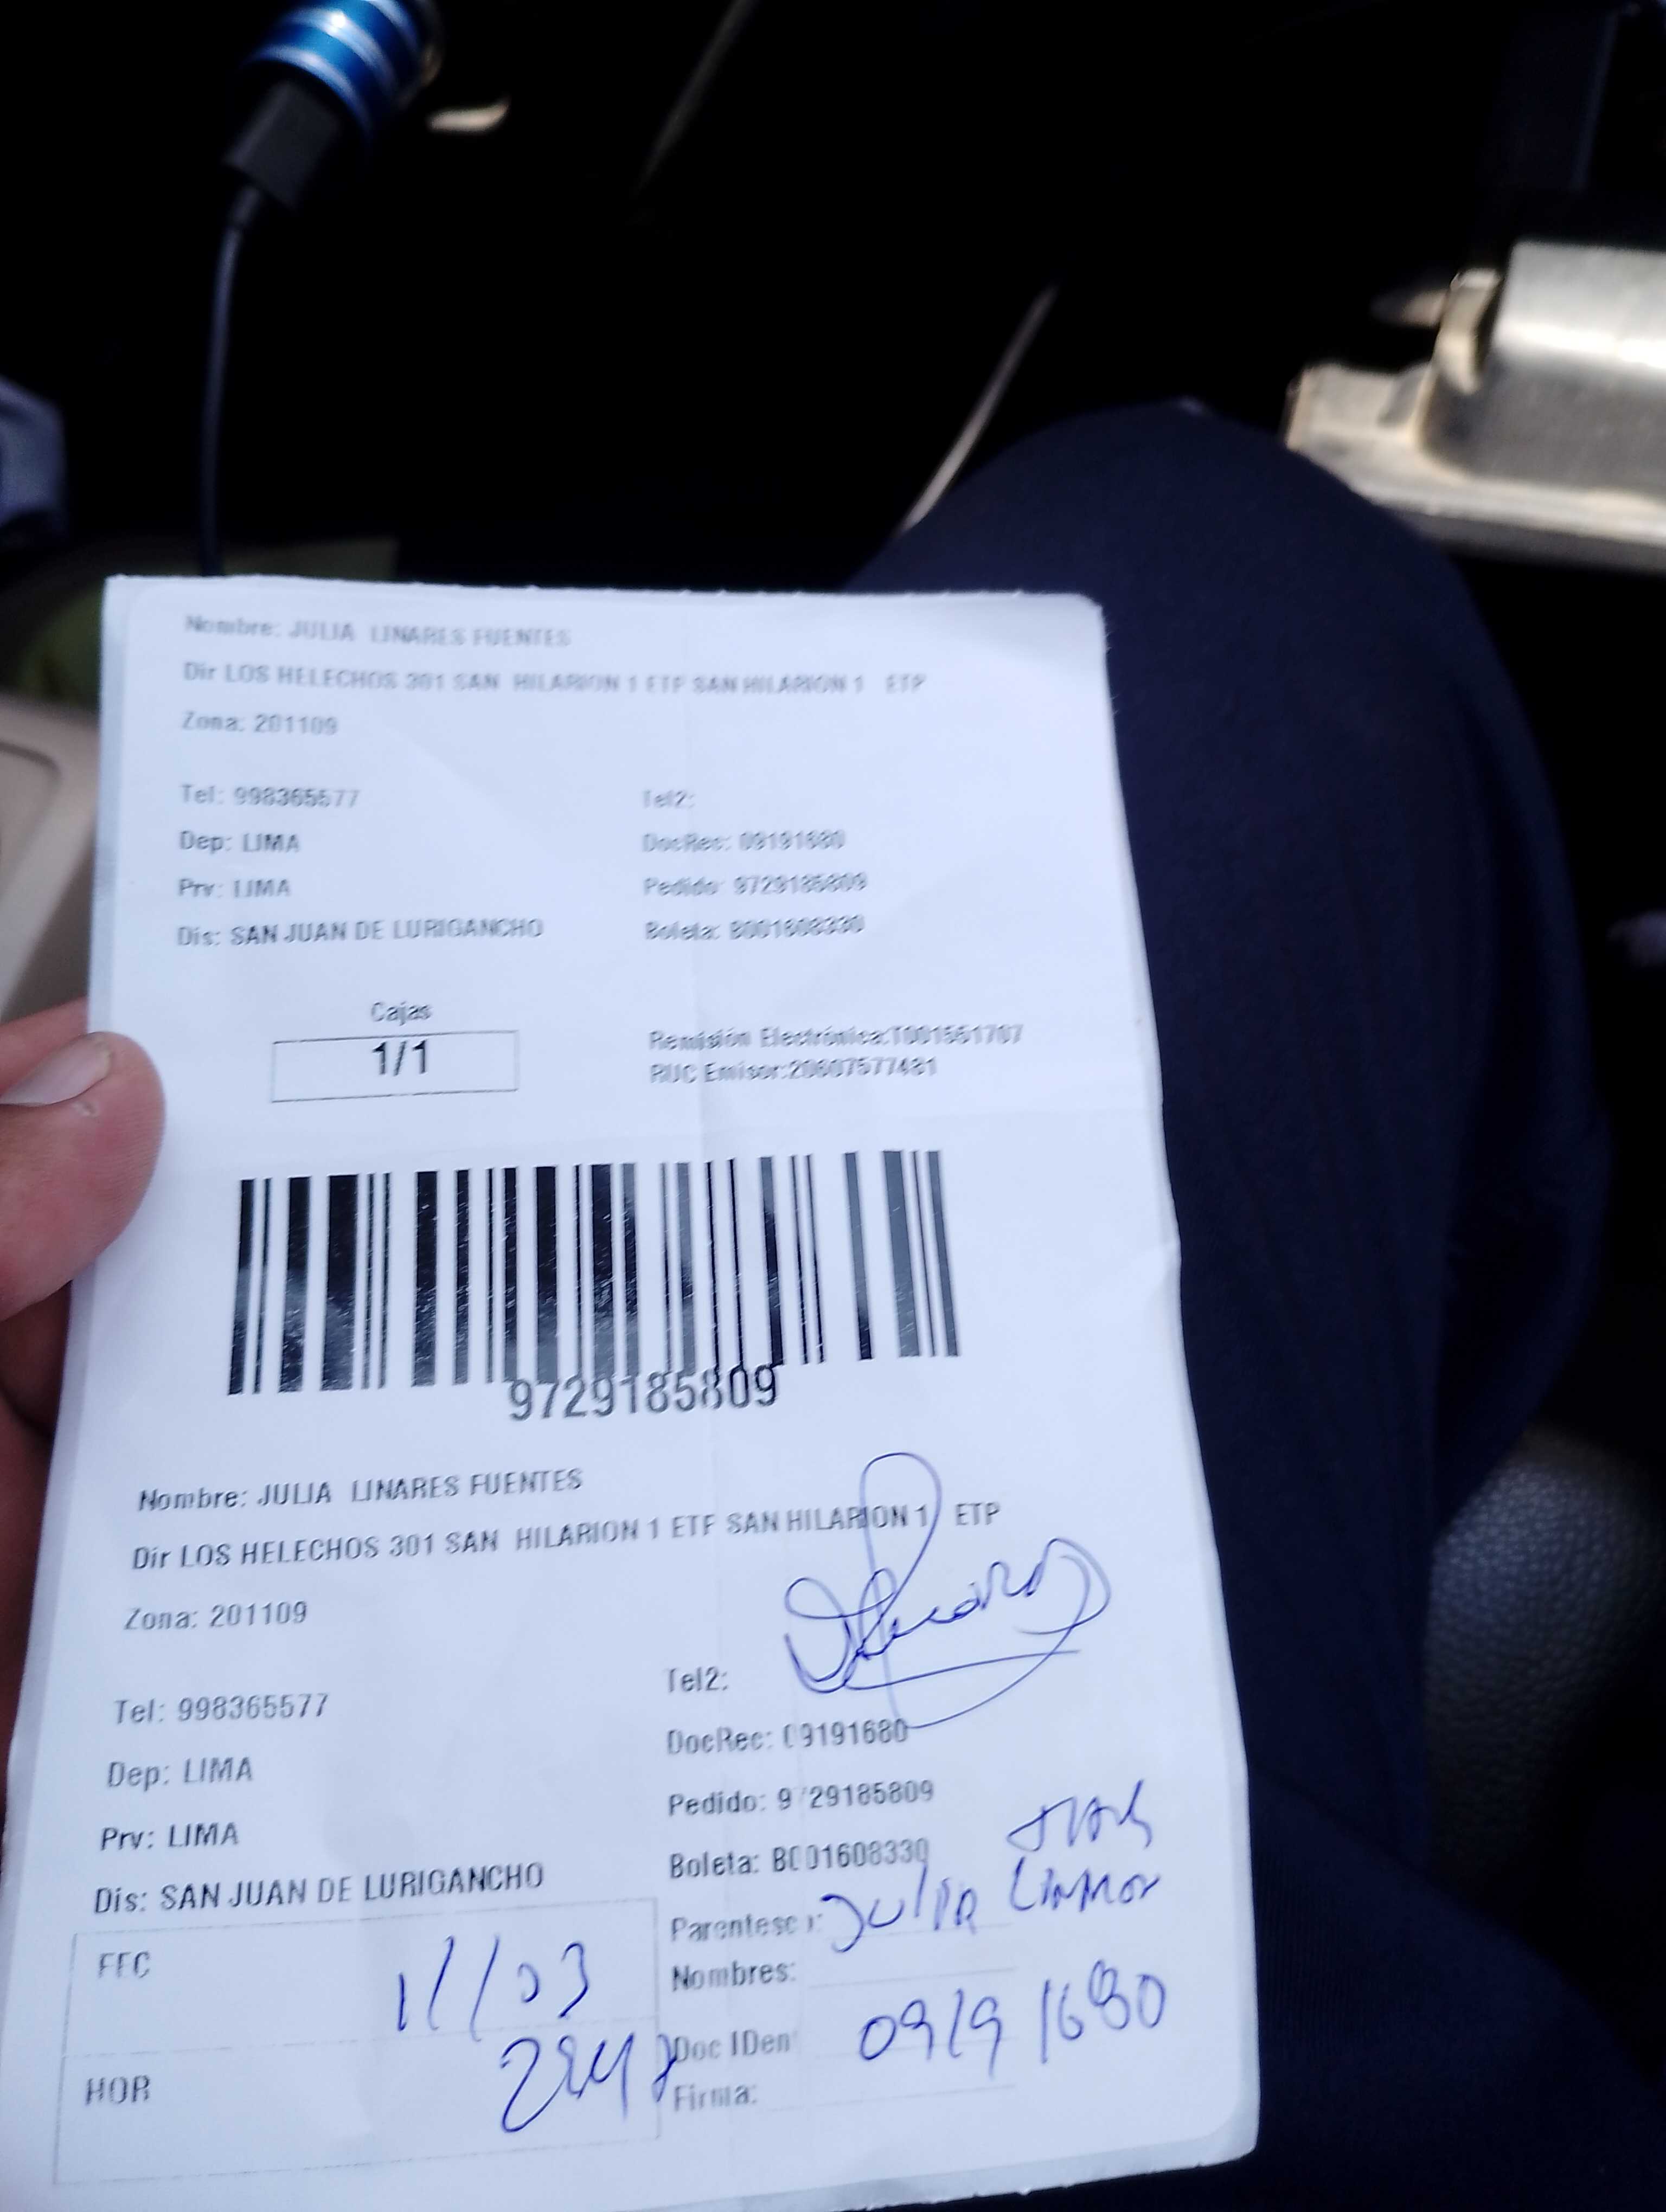 Nombre: JULIA LINARES FUENTES
Dir LOS HELECHOS 301 SAN HILARION 1 ETP SAN HILARION 1 ETP
Zona: 201109
Tel: 998365577
Tel2:
Dep: LIMA
DocRec: 09191680
Prv: LIMA
Pedido: 9729185809
Dis: SAN JUAN DE LURIGANCHO
Boleta: B001608330
Cajas
1/1
Remisión Electrónica:T001561707
RUC Emisor:20607577481
9729185809
Nombre: JULIA LINARES FUENTES
Dir LOS HELECHOS 301 SAN HILARION 1 ETP SAN HILARION 1 ETP
Zona: 201109
Tel2:
Tel: 998365577
DocRec: 09191680
Dep: LIMA
Pedido: 9729185809
Prv: LIMA
Boleta: B001608330
Dis: SAN JUAN DE LURIGANCHO
Parentesco: Julia
Nombres:
FEC 11/03
Doc IDen 09191680
HOR
Firma: